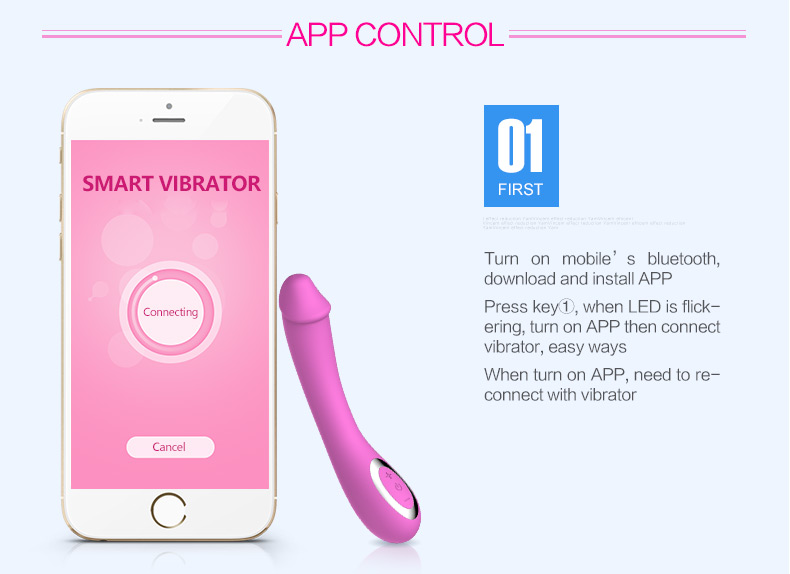 APP CONTROL
SMART VIBRATOR
Connecting
Cancel
01
FIRST
Turn on mobile’s bluetooth,
download and install APP
Press key①, when LED is flick-
ering, turn on APP then connect
vibrator, easy ways
When turn on APP, need to re-
connect with vibrator